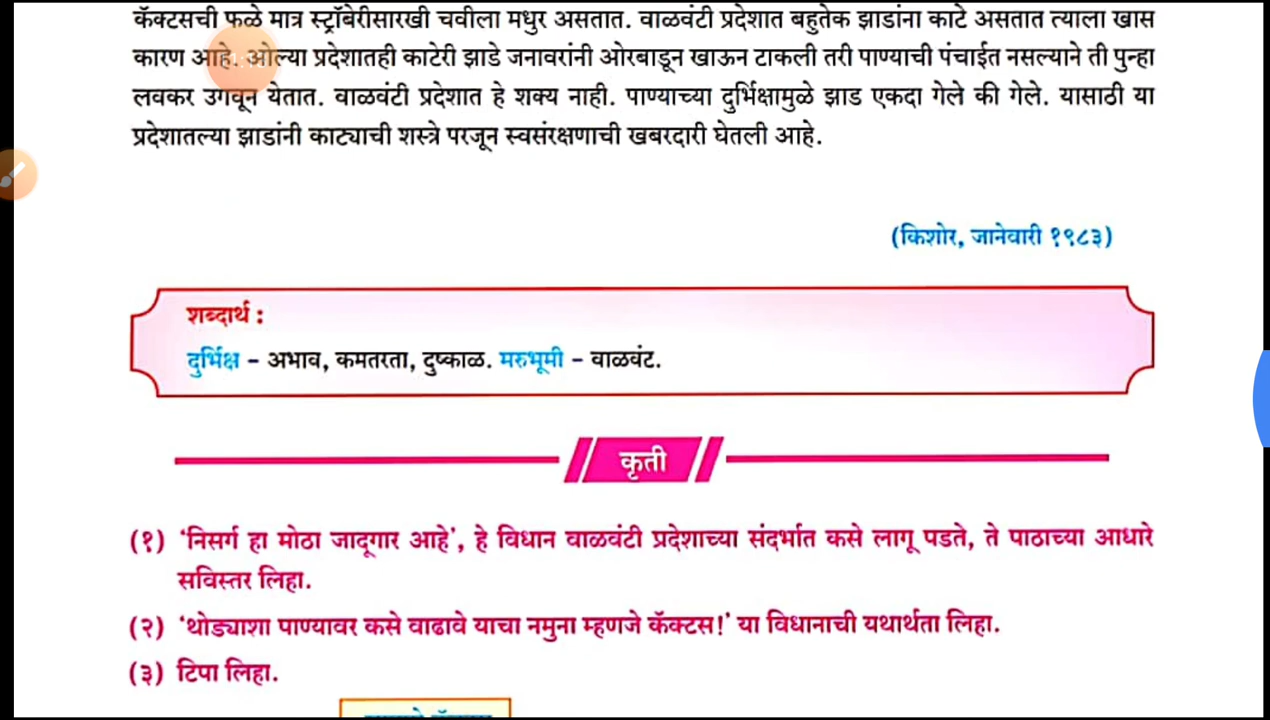 कॅक्टसची फळे मात्र स्ट्रॉबेरीसारखी चवीला मधुर असतात. वाळवंटी प्रदेशात बहुतेक झाडांना काटे असतात त्याला खास
कारण आहे. ओल्या प्रदेशातही काटेरी झाडे जनावरांनी ओरबाडून खाऊन टाकली तरी पाण्याची पंचाईत नसल्याने ती पुन्हा
लवकर उगवून येतात. वाळवंटी प्रदेशात हे शक्य नाही. पाण्याच्या दुर्भिक्षामुळे झाड एकदा गेले की गेले. यासाठी या
प्रदेशातल्या झाडांनी काट्याची शस्त्रे परजून स्वसंरक्षणाची खबरदारी घेतली आहे.
(किशोर, जानेवारी १९८३)
शब्दार्थ :
दुर्भिक्ष - अभाव, कमतरता, दुष्काळ. मरुभूमी - वाळवंट.
कृती
(१) 'निसर्ग हा मोठा जादूगार आहे', हे विधान वाळवंटी प्रदेशाच्या संदर्भात कसे लागू पडते, ते पाठाच्या आधारे
सविस्तर लिहा.
(२) 'थोड्याशा पाण्यावर कसे वाढावे याचा नमुना म्हणजे कॅक्टस!' या विधानाची यथार्थता लिहा.
(३) टिपा लिहा.